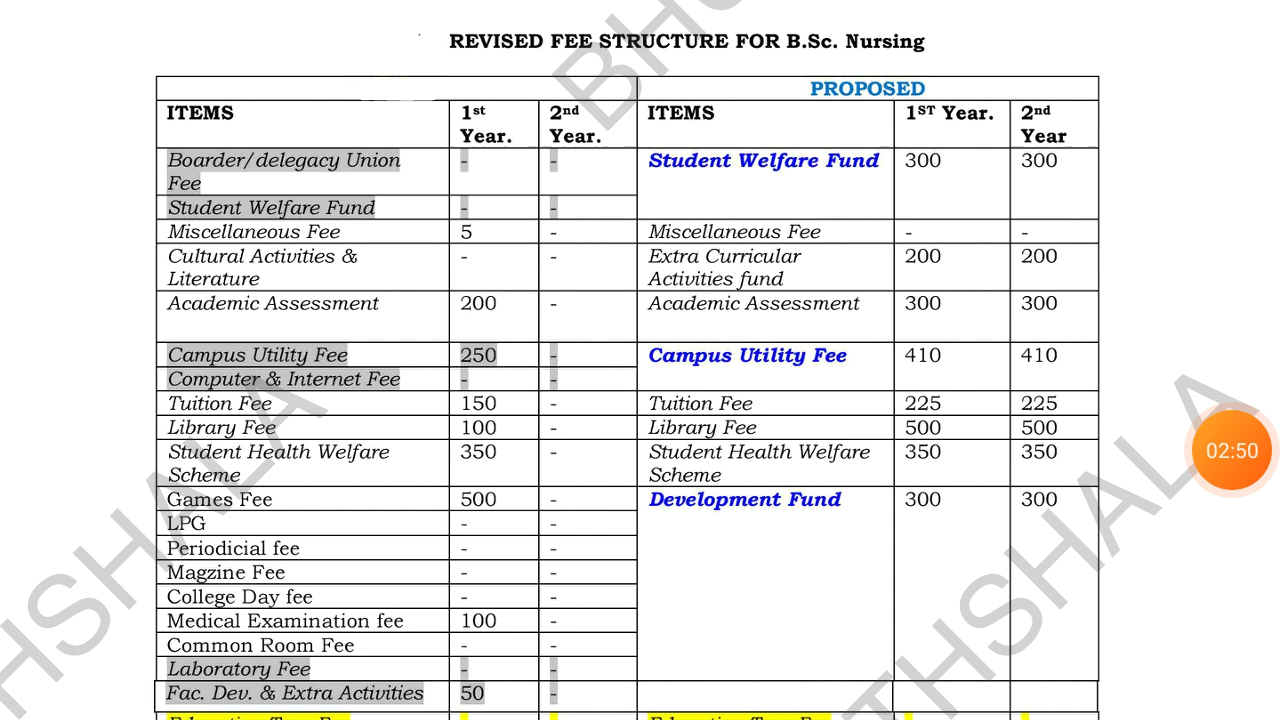 REVISED FEE STRUCTURE FOR B.Sc. Nursing
PROPOSED
ITEMS 1st Year. 2nd Year. ITEMS 1ST Year. 2nd Year
Boarder/delegacy Union Fee - - Student Welfare Fund 300 300
Student Welfare Fund - -
Miscellaneous Fee 5 - Miscellaneous Fee - -
Cultural Activities & Literature - - Extra Curricular Activities fund 200 200
Academic Assessment 200 - Academic Assessment 300 300
Campus Utility Fee 250 - Campus Utility Fee 410 410
Computer & Internet Fee - -
Tuition Fee 150 - Tuition Fee 225 225
Library Fee 100 - Library Fee 500 500
Student Health Welfare Scheme 350 - Student Health Welfare Scheme 350 350
Games Fee 500 - Development Fund 300 300
LPG - -
Periodicial fee - -
Magzine Fee - -
College Day fee - -
Medical Examination fee 100 -
Common Room Fee - -
Laboratory Fee - -
Fac. Dev. & Extra Activities 50 -
02:50